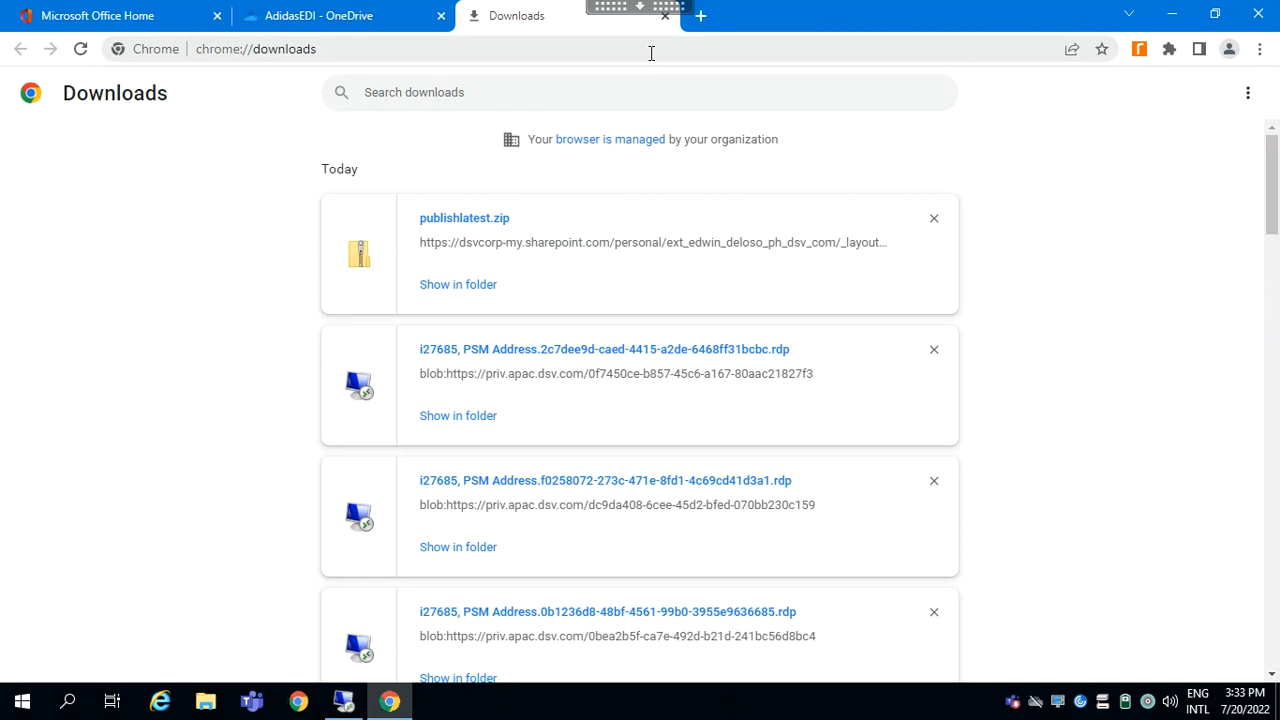 Microsoft Office Home
AdidasEDI - OneDrive
Downloads
Chrome
chrome://downloads
Downloads
Search downloads
Your browser is managed by your organization
Today
publishlatest.zip
https://dsvcorp-my.sharepoint.com/personal/ext_edwin_deloso_ph_dsv_com/_layout…
Show in folder
i27685, PSM Address.2c7dee9d-caed-4415-a2de-6468ff31bcbc.rdp
blob:https://priv.apac.dsv.com/0f7450ce-b857-45c6-a167-80aac21827f3
Show in folder
i27685, PSM Address.f0258072-273c-471e-8fd1-4c69cd41d3a1.rdp
blob:https://priv.apac.dsv.com/dc9da408-6cee-45d2-bfed-070bb230c159
Show in folder
i27685, PSM Address.0b1236d8-48bf-4561-99b0-3955e9636685.rdp
blob:https://priv.apac.dsv.com/0bea2b5f-ca7e-492d-b21d-241bc56d8bc4
Show in folder
ENG
INTL
3:33 PM
7/20/2022